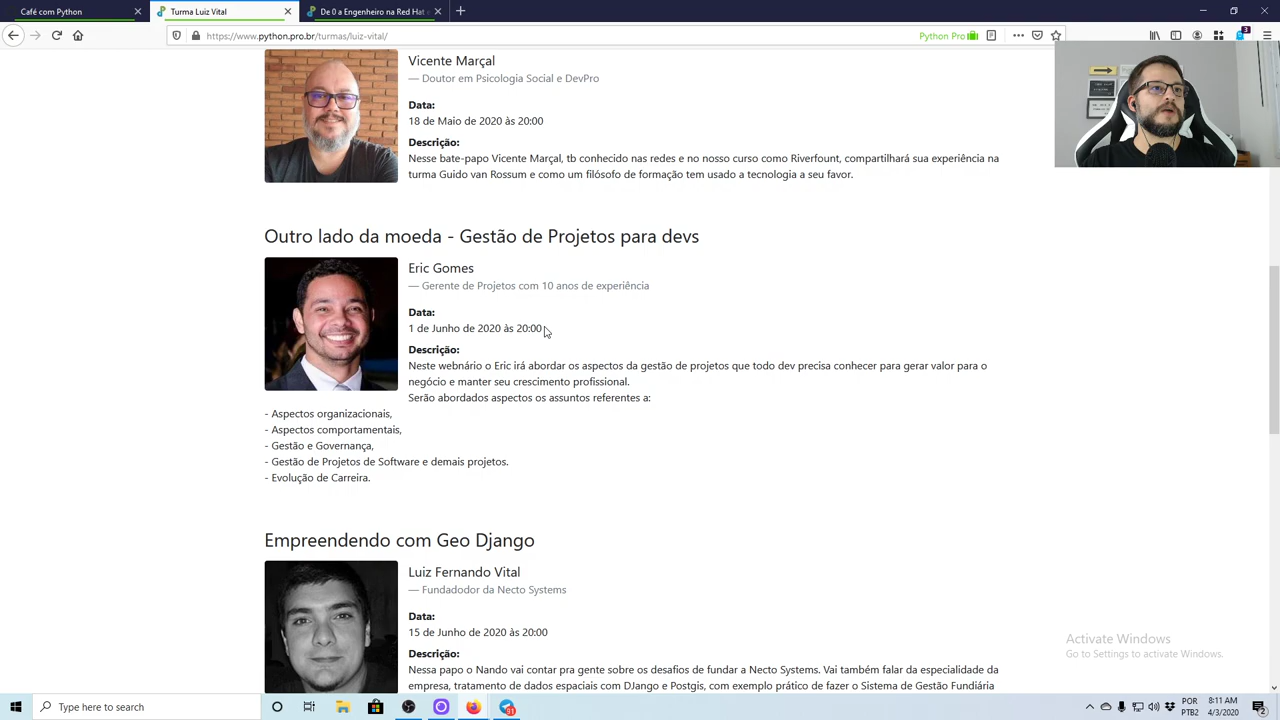 Café com Python
Turma Luiz Vital
De 0 a Engenheiro na Red Hat
https://www.python.pro.br/turmas/luiz-vital/
Python Pro
3
Vicente Marçal
— Doutor em Psicologia Social e DevPro
Data:
18 de Maio de 2020 às 20:00
Descrição:
Nesse bate-papo Vicente Marçal, tb conhecido nas redes e no nosso curso como Riverfount, compartilhará sua experiência na
turma Guido van Rossum e como um filósofo de formação tem usado a tecnologia a seu favor.
Outro lado da moeda - Gestão de Projetos para devs
Eric Gomes
— Gerente de Projetos com 10 anos de experiência
Data:
1 de Junho de 2020 às 20:00
Descrição:
Neste webnário o Eric irá abordar os aspectos da gestão de projetos que todo dev precisa conhecer para gerar valor para o
negócio e manter seu crescimento profissional.
Serão abordados aspectos os assuntos referentes a:
- Aspectos organizacionais,
- Aspectos comportamentais,
- Gestão e Governança,
- Gestão de Projetos de Software e demais projetos.
- Evolução de Carreira.
Empreendendo com Geo Django
Luiz Fernando Vital
— Fundadodor da Necto Systems
Data:
15 de Junho de 2020 às 20:00
Descrição:
Nessa papo o Nando vai contar pra gente sobre os desafios de fundar a Necto Systems. Vai também falar da especialidade da
empresa, tratamento de dados espaciais com DJango e Postgis, com exemplo prático de fazer o Sistema de Gestão Fundiária
Activate Windows
Go to Settings to activate Windows.
Type here to search
91
POR
PTB2
8:11 AM
4/3/2020
2